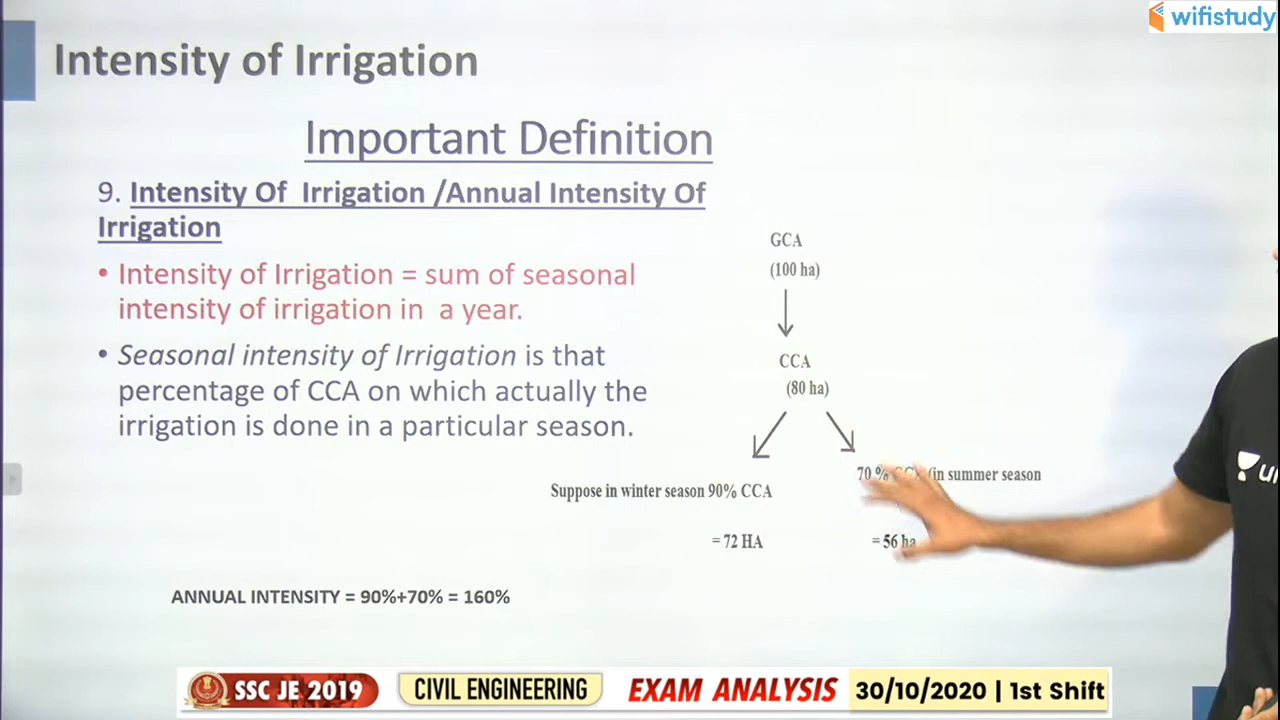 wifistudy
Intensity of Irrigation
Important Definition
9. Intensity Of Irrigation /Annual Intensity Of
Irrigation
• Intensity of Irrigation = sum of seasonal
intensity of irrigation in a year.
• Seasonal intensity of Irrigation is that
percentage of CCA on which actually the
irrigation is done in a particular season.
GCA
(100 ha)
CCA
(80 ha)
Suppose in winter season 90% CCA
= 72 HA
70 % (in summer season
= 56 ha
ANNUAL INTENSITY = 90%+70% = 160%
SSC JE 2019 CIVIL ENGINEERING EXAM ANALYSIS 30/10/2020 | 1st Shift